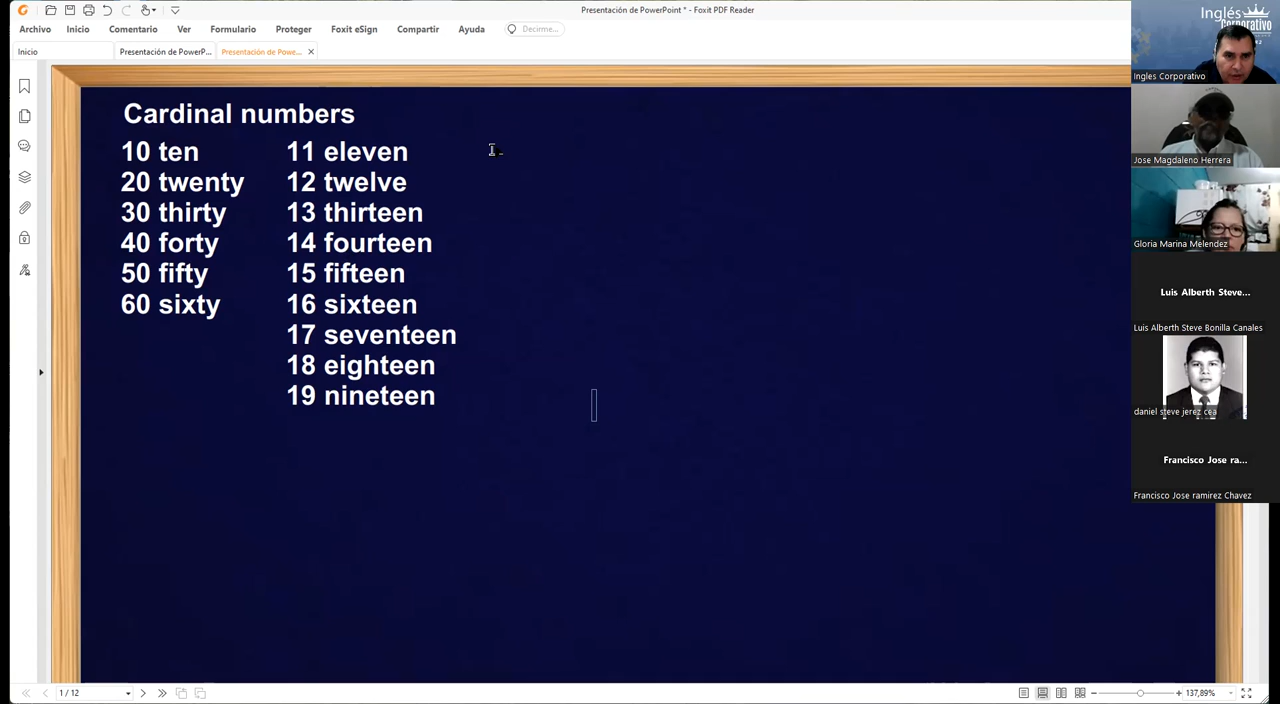 Presentación de PowerPoint * - Foxit PDF Reader
Archivo Inicio Comentario Ver Formulario Proteger Foxit eSign Compartir Ayuda Decirme...
Inicio Presentación de PowerP... Presentación de Powe...
Cardinal numbers
10 ten 11 eleven
20 twenty 12 twelve
30 thirty 13 thirteen
40 forty 14 fourteen
50 fifty 15 fifteen
60 sixty 16 sixteen
17 seventeen
18 eighteen
19 nineteen
1 / 12
137,89%
Inglés
Corporativo
Ingles Corporativo
Jose Magdaleno Herrera
Gloria Marina Melendez
Luis Alberth Steve...
Luis Alberth Steve Bonilla Canales
daniel steve jerez cea
Francisco Jose ra...
Francisco Jose ramirez Chavez